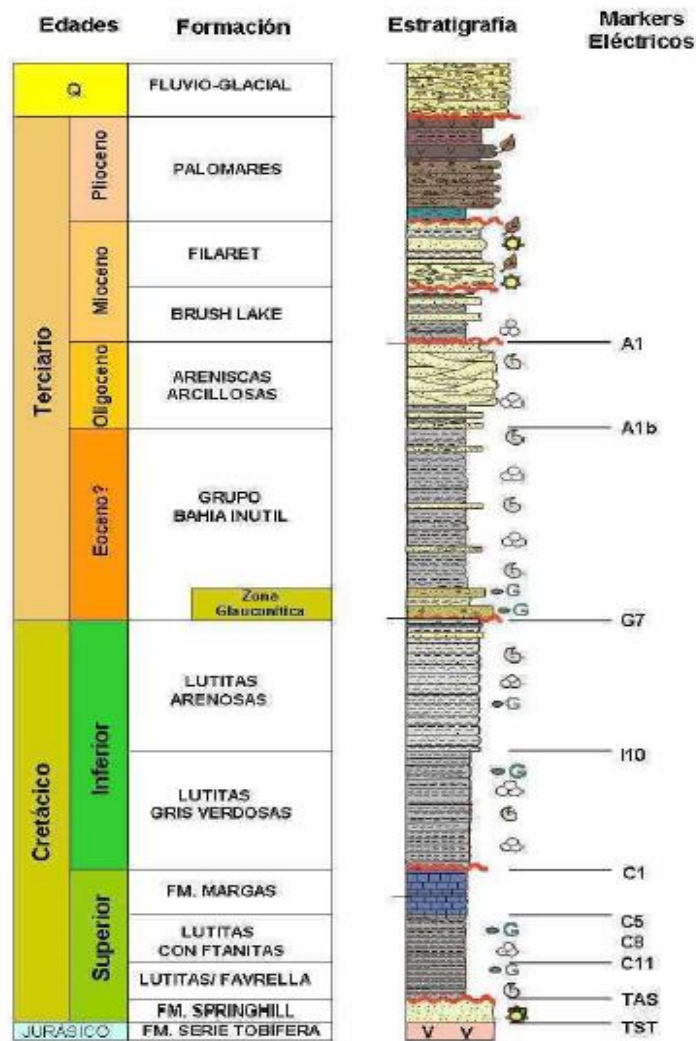 Edades Formación Estratigrafía Markers
Eléctricos
Q FLUVIO-GLACIAL
Terciario
Plioceno
PALOMARES
Mioceno
FILARET
BRUSH LAKE
A1
Oligoceno
ARENISCAS
ARCILLOSAS
A1b
Eoceno?
GRUPO
BAHIA INUTIL
G
Zona
Glauconítica
G
G7
Cretácico
Inferior
LUTITAS
ARENOSAS
G
I10
G
LUTITAS
GRIS VERDOSAS
C1
Superior
FM. MARGAS
C5
G
LUTITAS
CON FTANITAS
C8
C11
G
LUTITAS/ FAVRELLA
TAS
FM. SPRINGHILL
TST
JURÁSICO FM. SERIE TOBIFERA V V